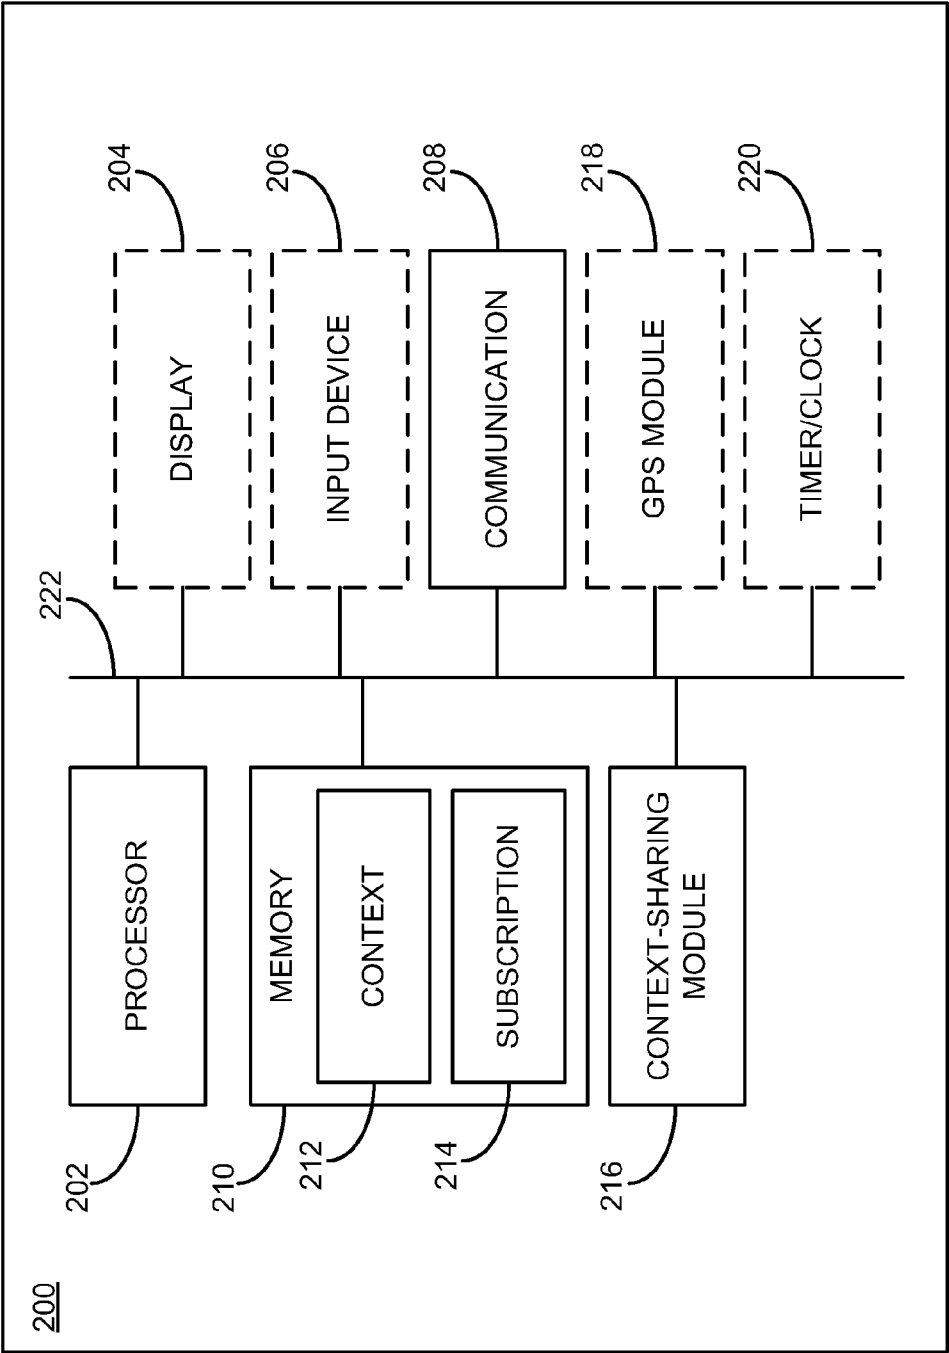 200
202
PROCESSOR
210
MEMORY
212
CONTEXT
214
SUBSCRIPTION
216
CONTEXT-SHARING
MODULE
222
DISPLAY
204
INPUT DEVICE
206
COMMUNICATION
208
GPS MODULE
218
TIMER/CLOCK
220